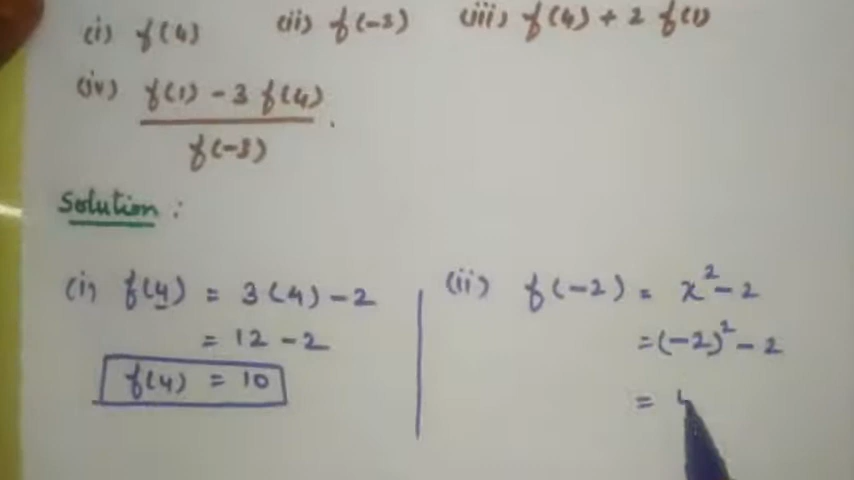 (i) f(4) (ii) f(-3) (iii) f(4) + 2 f(1)
(iv) f(1) - 3 f(4)
f(-3) .
Solution :
(i) f(4) = 3(4) - 2
= 12 - 2
f(4) = 10
(ii) f(-2) = x² - 2
= (-2)² - 2
= 4